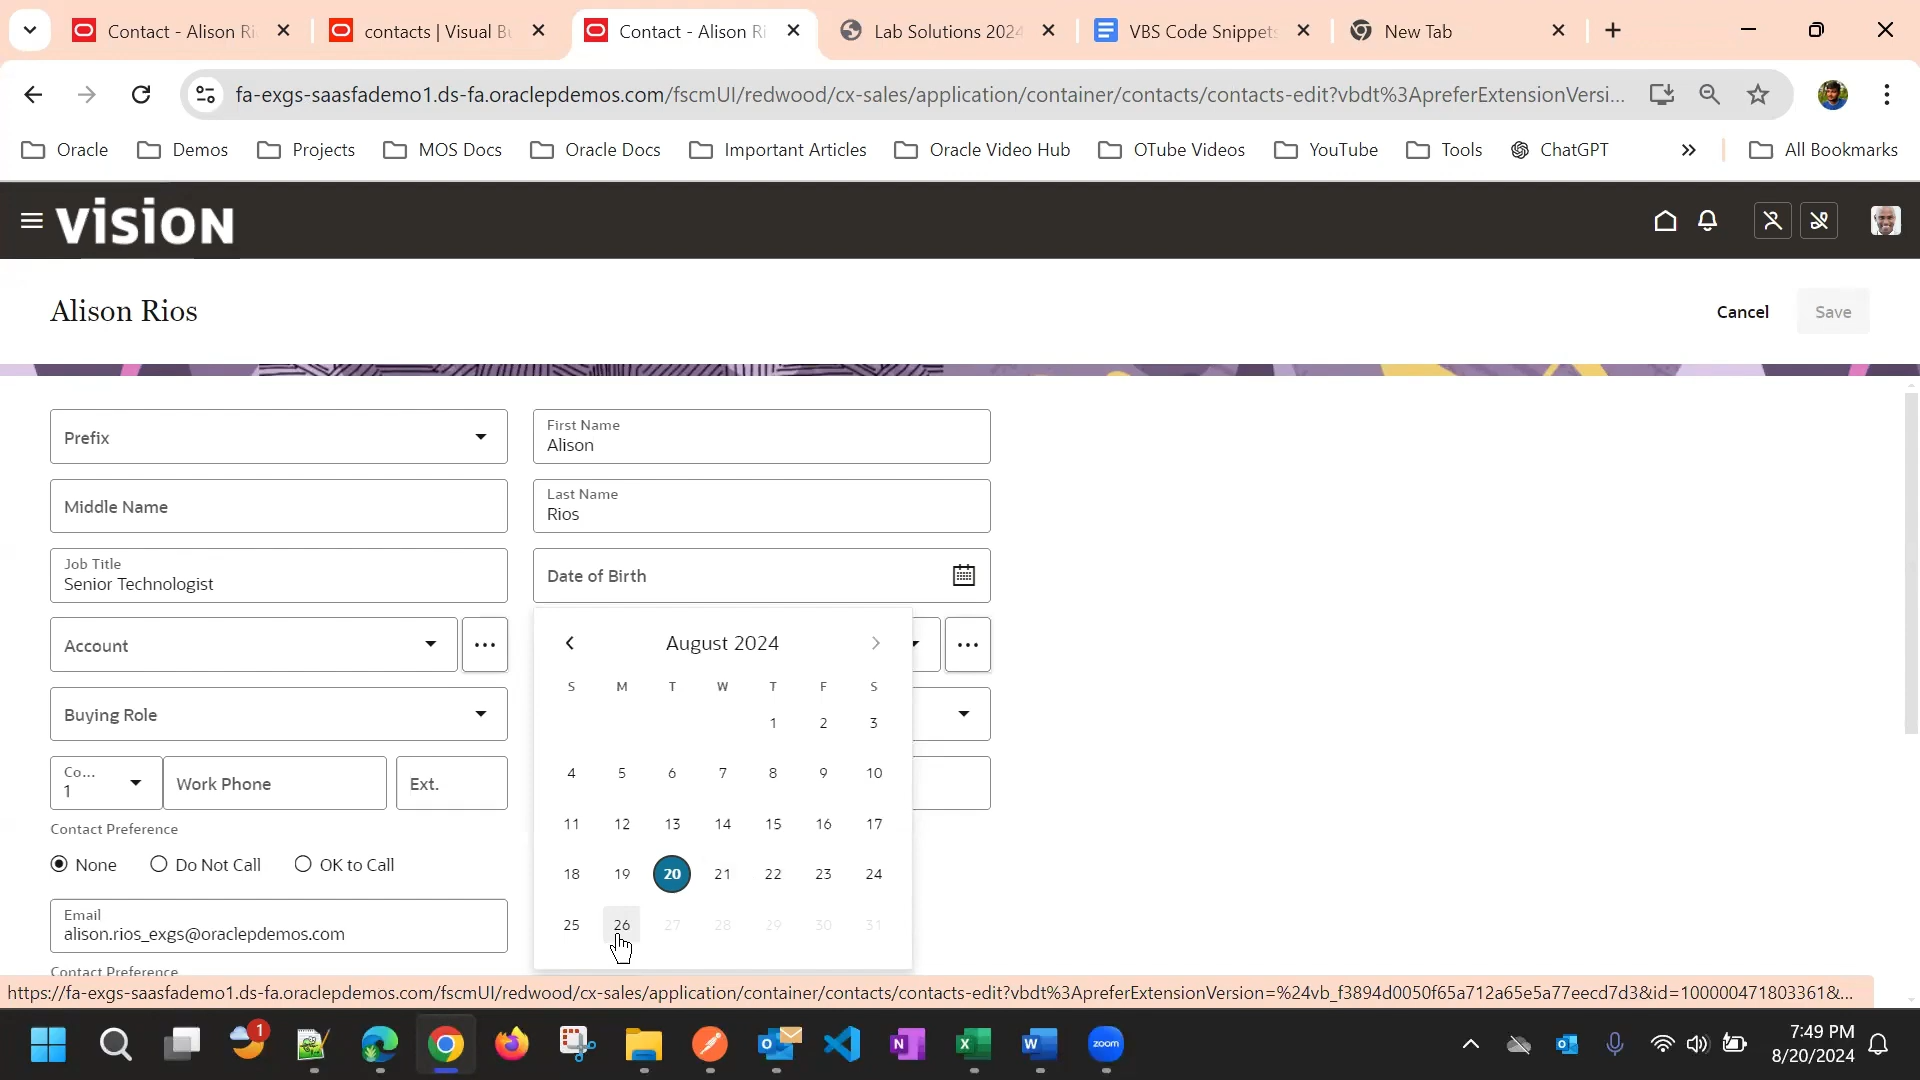 Contact - Alison Ri
contacts | Visual Bu
Contact - Alison Ri
Lab Solutions 2024
VBS Code Snippets
New Tab
fa-exgs-saasfademo1.ds-fa.oraclepdemos.com/fscmUI/redwood/cx-sales/application/container/contacts/contacts-edit?vbdt%3ApreferExtensionVersi...
Oracle
Demos
Projects
MOS Docs
Oracle Docs
Important Articles
Oracle Video Hub
OTube Videos
YouTube
Tools
ChatGPT
All Bookmarks
VISION
Alison Rios
Cancel
Save
Prefix
First Name
Alison
Middle Name
Last Name
Rios
Job Title
Senior Technologist
Date of Birth
Account
August 2024
S M T W T F S
1 2 3
4 5 6 7 8 9 10
11 12 13 14 15 16 17
18 19 20 21 22 23 24
25 26 27 28 29 30 31
Buying Role
Co...
1
Work Phone
Ext.
Contact Preference
None
Do Not Call
OK to Call
Email
alison.rios_exgs@oraclepdemos.com
Contact Preference
https://fa-exgs-saasfademo1.ds-fa.oraclepdemos.com/fscmUI/redwood/cx-sales/application/container/contacts/contacts-edit?vbdt%3ApreferExtensionVersion=%24vb_f3894d0050f65a712a65e5a77eecd7d3&id=100000471803361&...
1
zoom
7:49 PM
8/20/2024